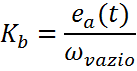 K_b = e_a(t) / ω_vazio